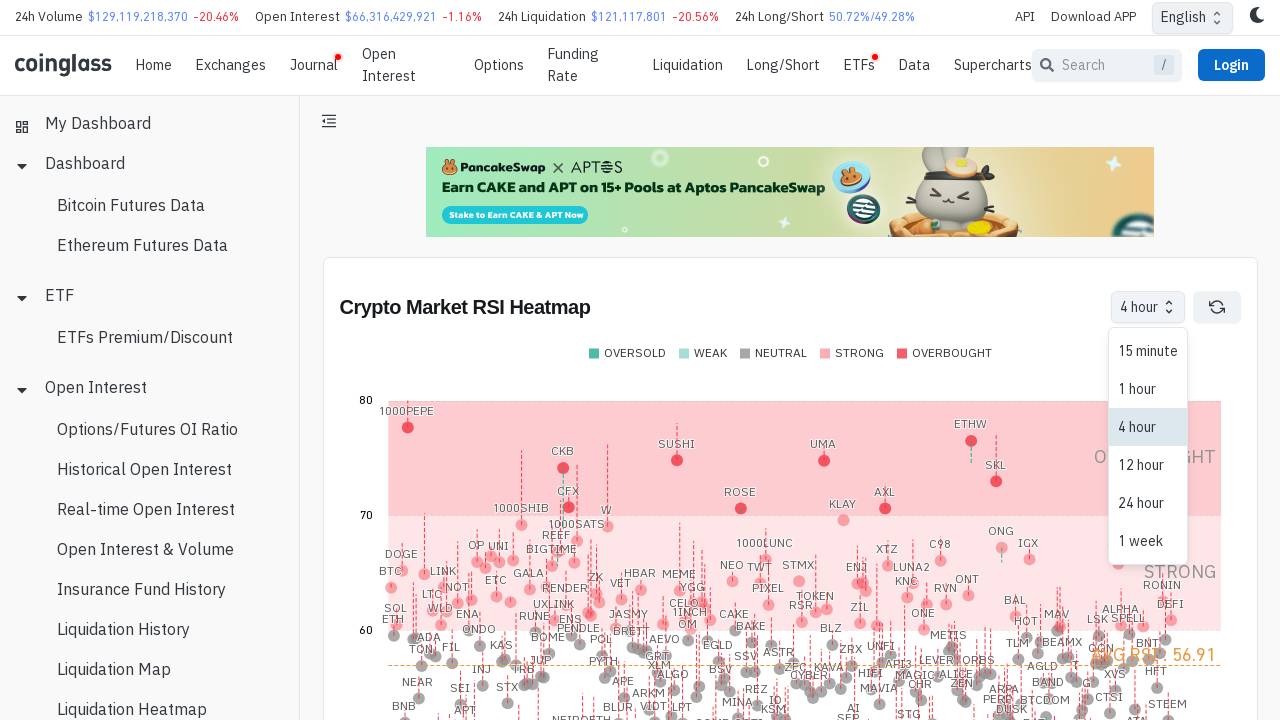 24h Volume $129,119,218,370 -20.46% Open Interest $66,316,429,921 -1.16% 24h Liquidation $121,117,801 -20.56% 24h Long/Short 50.72%/49.28% API Download APP English
coinglass Home Exchanges Journal Open Interest Options Funding Rate Liquidation Long/Short ETFs Data Supercharts Search / Login
My Dashboard
Dashboard
Bitcoin Futures Data
Ethereum Futures Data
ETF
ETFs Premium/Discount
Open Interest
Options/Futures OI Ratio
Historical Open Interest
Real-time Open Interest
Open Interest & Volume
Insurance Fund History
Liquidation History
Liquidation Map
Liquidation Heatmap
PancakeSwap X APTOS
Earn CAKE and APT on 15+ Pools at Aptos PancakeSwap
Stake to Earn CAKE & APT Now
Crypto Market RSI Heatmap
4 hour
15 minute
1 hour
4 hour
12 hour
24 hour
1 week
OVERSOLD WEAK NEUTRAL STRONG OVERBOUGHT
80
1000PEPE
ETHW
SUSHI UMA
CKB
SKL
CFX ROSE AXL
KLAY
1000SHIB W
70
1000SATS
REEF ONG
OP UNI BIGTIME 1000LUNC XTZ C98 IGX
DOGE
BTC LINK GALA ZK HBAR MEME NEO TWT STMX ENJ LUNA2
ETC VET KNC ONT
NOT RENDER YGG PIXEL RVN RONIN
LTC TOKEN
SOL WLD ENA UXLINK CELO RSR ZIL BAL DEFI
ETH RUNE ENS JASMY 1INCH CAKE ONE MAV ALPHA
HOT LSK SPELL
60
ADA ONDO PENDLE BRET CM BAKE BLZ METIS
TON FIL KAS BOME POL AEVO EGLD ZRX UNFI TLM BEAMX BNT
AVG RSI: 56.91
STRONG
INJ JUP PYTH GRT XLM SSV ASTR API3 LEVER ORBS
NEAR ALGO BSV ZEC KAVA HIFI MAGIC ALICE AGLD XVS HFT
SEI STX APE CYBER MAVIA CHR ZEN BAND
BNB APT ARKM REZ ARPA CTSI STEEM
BLUR VIDT LPT MINA ID AI PERP BTCDOM
KSM STG DUSK